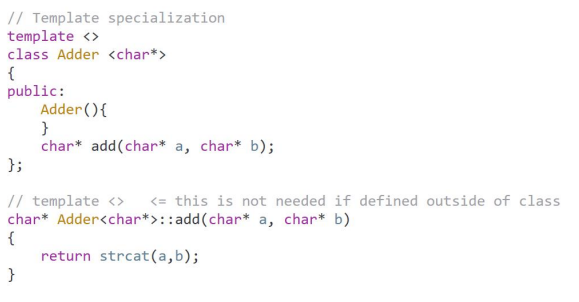 // Template specialization
template <>
class Adder <char*>
{
public:
    Adder(){
    }
    char* add(char* a, char* b);
};
// template <>   <= this is not needed if defined outside of class
char* Adder<char*>::add(char* a, char* b)
{
    return strcat(a,b);
}